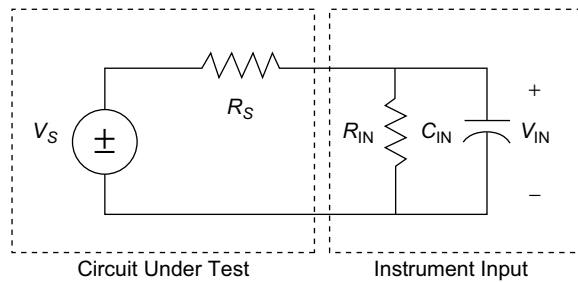 R_S
V_S
±
R_IN
C_IN
+
V_IN
−
Circuit Under Test
Instrument Input